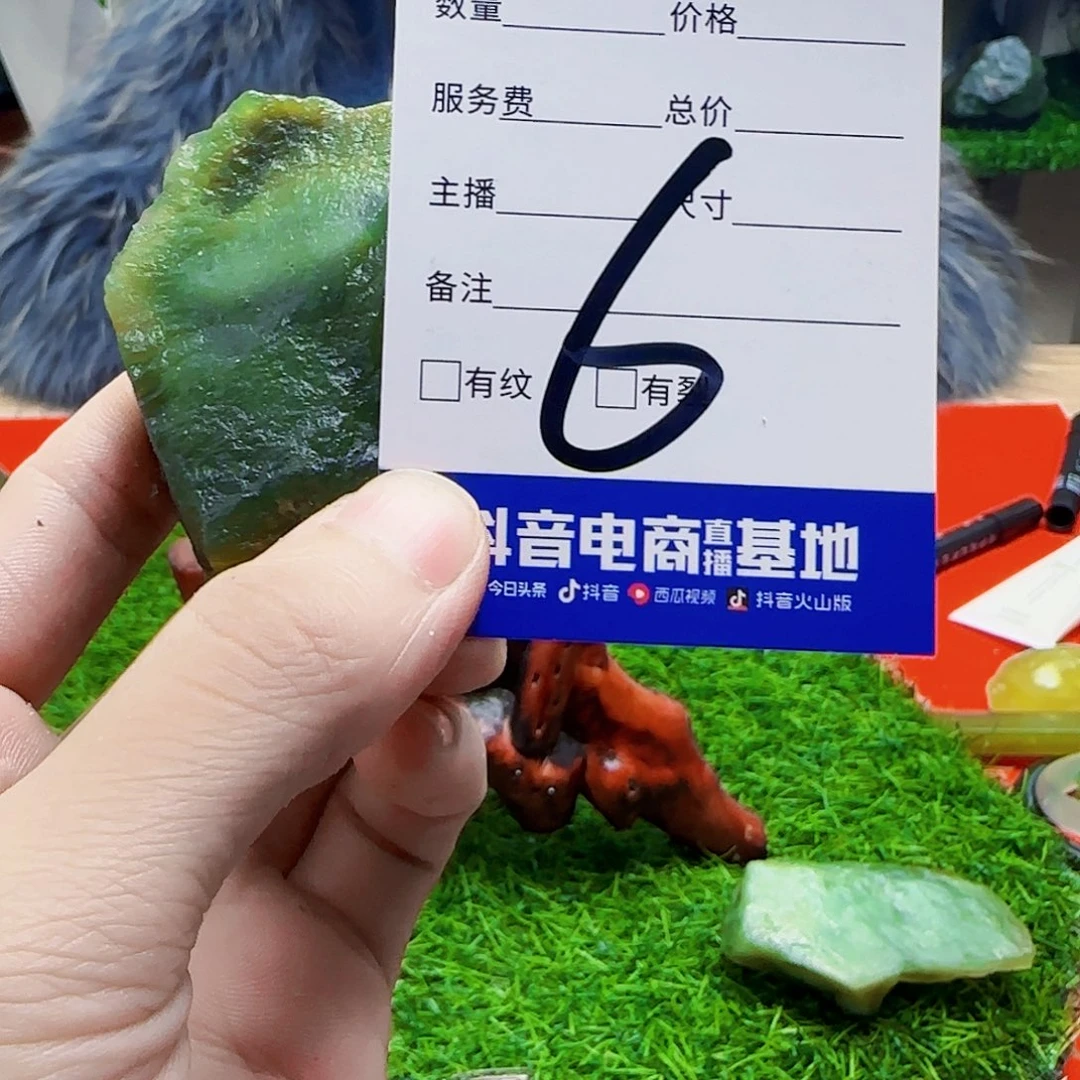 数量 价格
服务费 总价
主播 尺寸
备注
有纹 有裂
6
抖音电商直播基地
今日头条 抖音 西瓜视频 抖音火山版